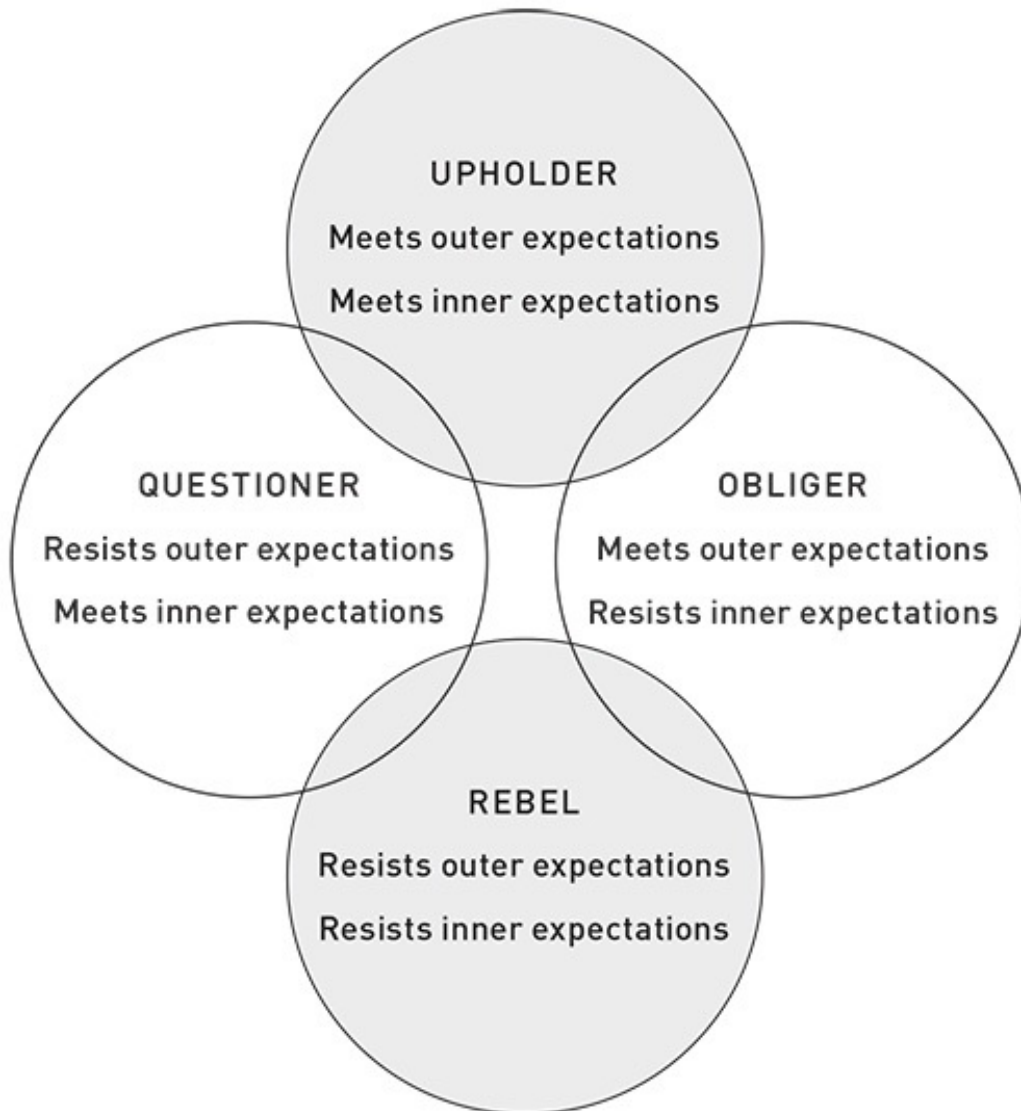 UPHOLDER
Meets outer expectations
Meets inner expectations
QUESTIONER
Resists outer expectations
Meets inner expectations
OBLIGER
Meets outer expectations
Resists inner expectations
REBEL
Resists outer expectations
Resists inner expectations